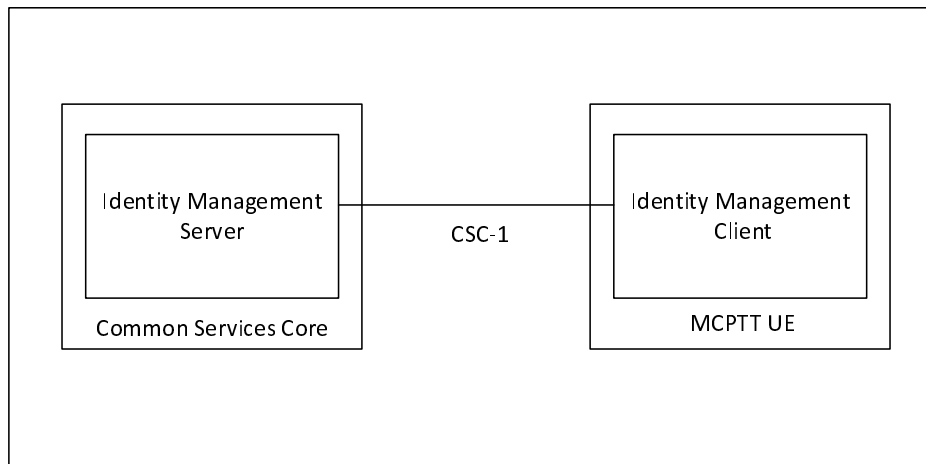 Identity Management
Server
Common Services Core
CSC-1
Identity Management
Client
MCPTT UE